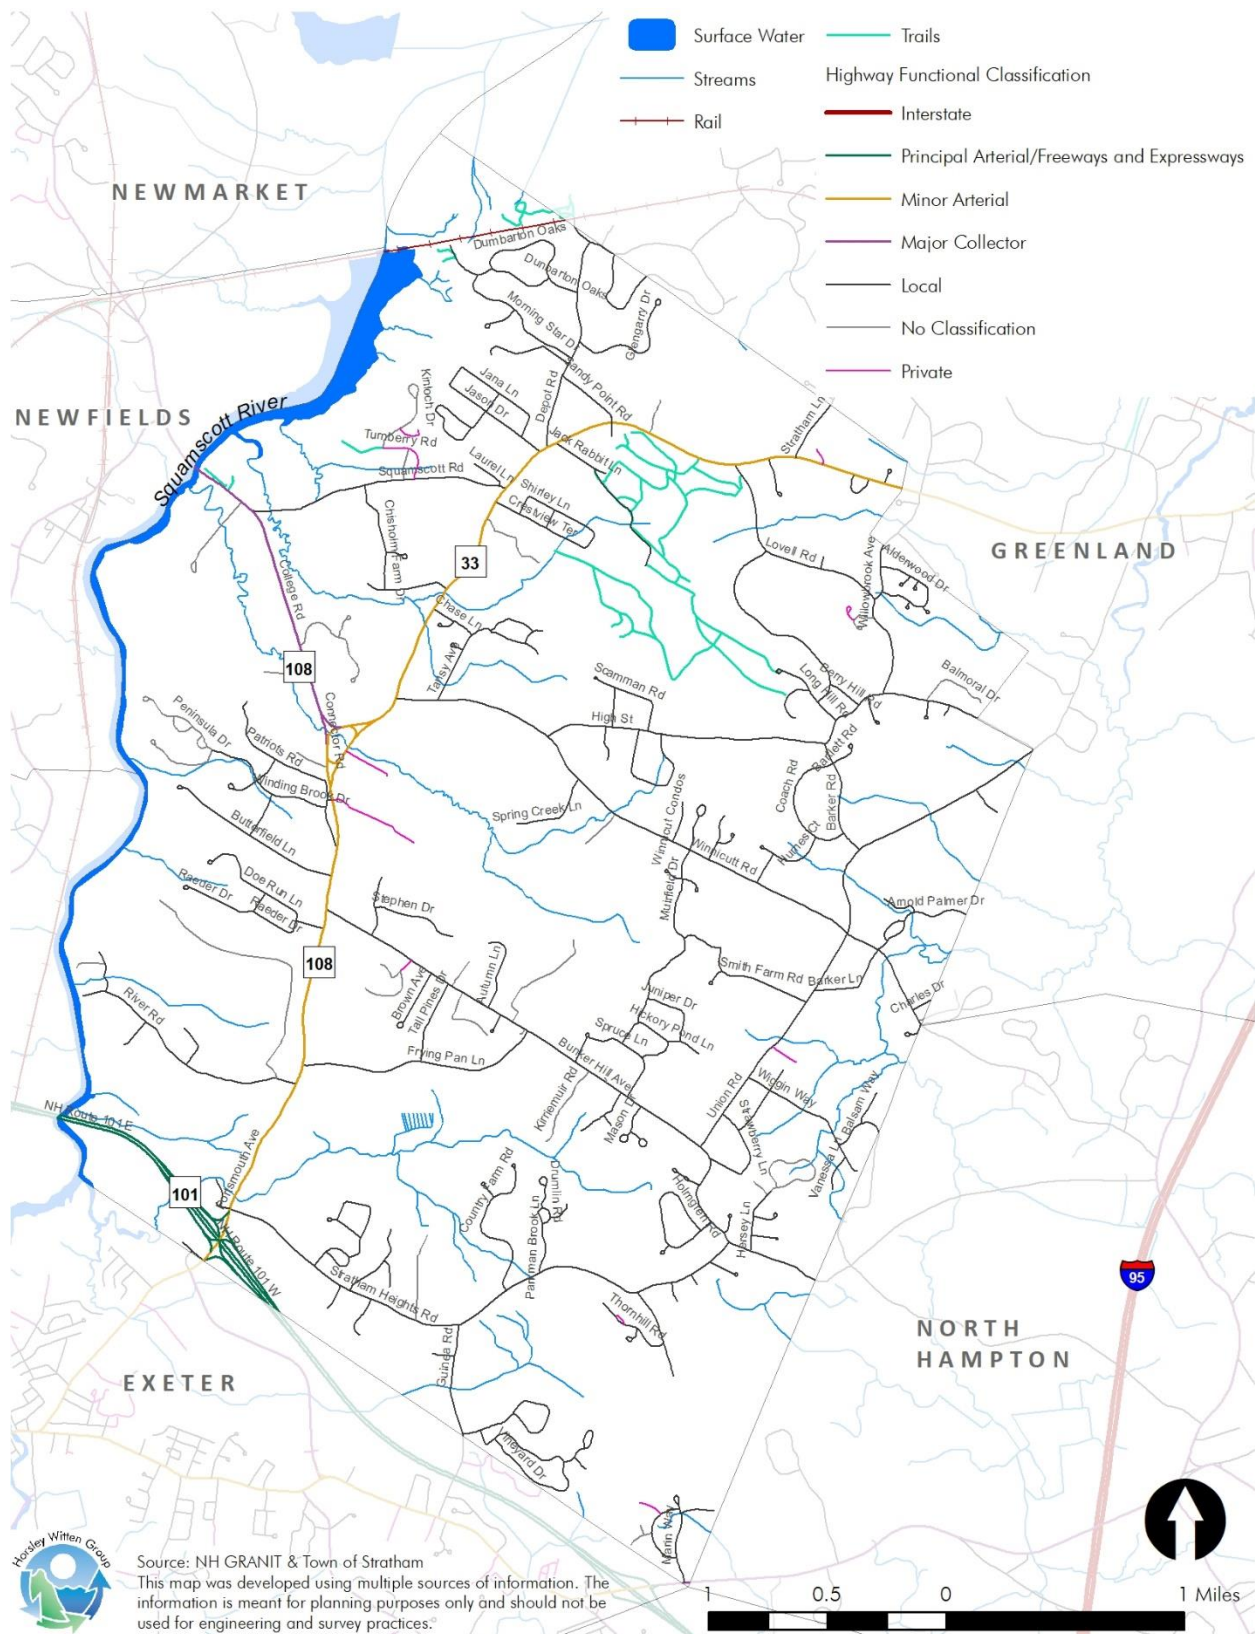 Surface Water
Streams
Rail
Trails
Highway Functional Classification
Interstate
Principal Arterial/Freeways and Expressways
Minor Arterial
Major Collector
Local
No Classification
Private
NEWMARKET
Dumbarton Oaks
Dunbarton Oaks
Morning Star Dr
Glengarry Dr
Sandy Point Rd
Jana Ln
Jason Dr
Depot Rd
Kinloch Dr
NEWFIELDS
Squamscott River
Stratham Ln
Tumberry Rd
Jack Rabbit Ln
Squamscott Rd
Laurel Ln
Shirley Ln
Crestview Ter
Chisholm Farm Dr
33
Lovell Rd
Willowbrook Ave
Alderwood Dr
GREENLAND
College Rd
Chase Ln
Tansy Ave
108
Scamman Rd
Long Hill Rd
Berry Hill Rd
Balmoral Dr
High St
Peninsula Dr
Patriots Rd
Connector Rd
Bartlett Rd
Winding Brook Dr
Coach Rd
Barker Rd
Spring Creek Ln
Butterfield Ln
Winnicut Condos
Humes Ct
Winnicutt Rd
Muirfield Dr
Doe Run Ln
Raeder Dr
Raeder Dr
Stephen Dr
Arnold Palmer Dr
108
Autumn Ln
Smith Farm Rd
Barker Ln
Brown Ave
Tall Pines Dr
Juniper Dr
Charles Dr
River Rd
Hickory Pond Ln
Spruce Ln
Frying Pan Ln
Bunker Hill Ave
Kirriemuir Rd
Mason Dr
Union Rd
Wiggin Way
Balsam Way
Strawberry Ln
Vanessa Ln
NH Route 101 E
Portsmouth Ave
101
NH Route 101 W
Country Farm Rd
Drumlin Rd
Parkman Brook Ln
Holmgren Rd
Hersey Ln
Stratham Heights Rd
Thornhill Rd
Guinea Rd
95
NORTH
HAMPTON
EXETER
Vineyard Dr
Marin Way
Horsley Witten Group
Source: NH GRANIT & Town of Stratham
This map was developed using multiple sources of information. The
information is meant for planning purposes only and should not be
used for engineering and survey practices.
1 0.5 0 1 Miles